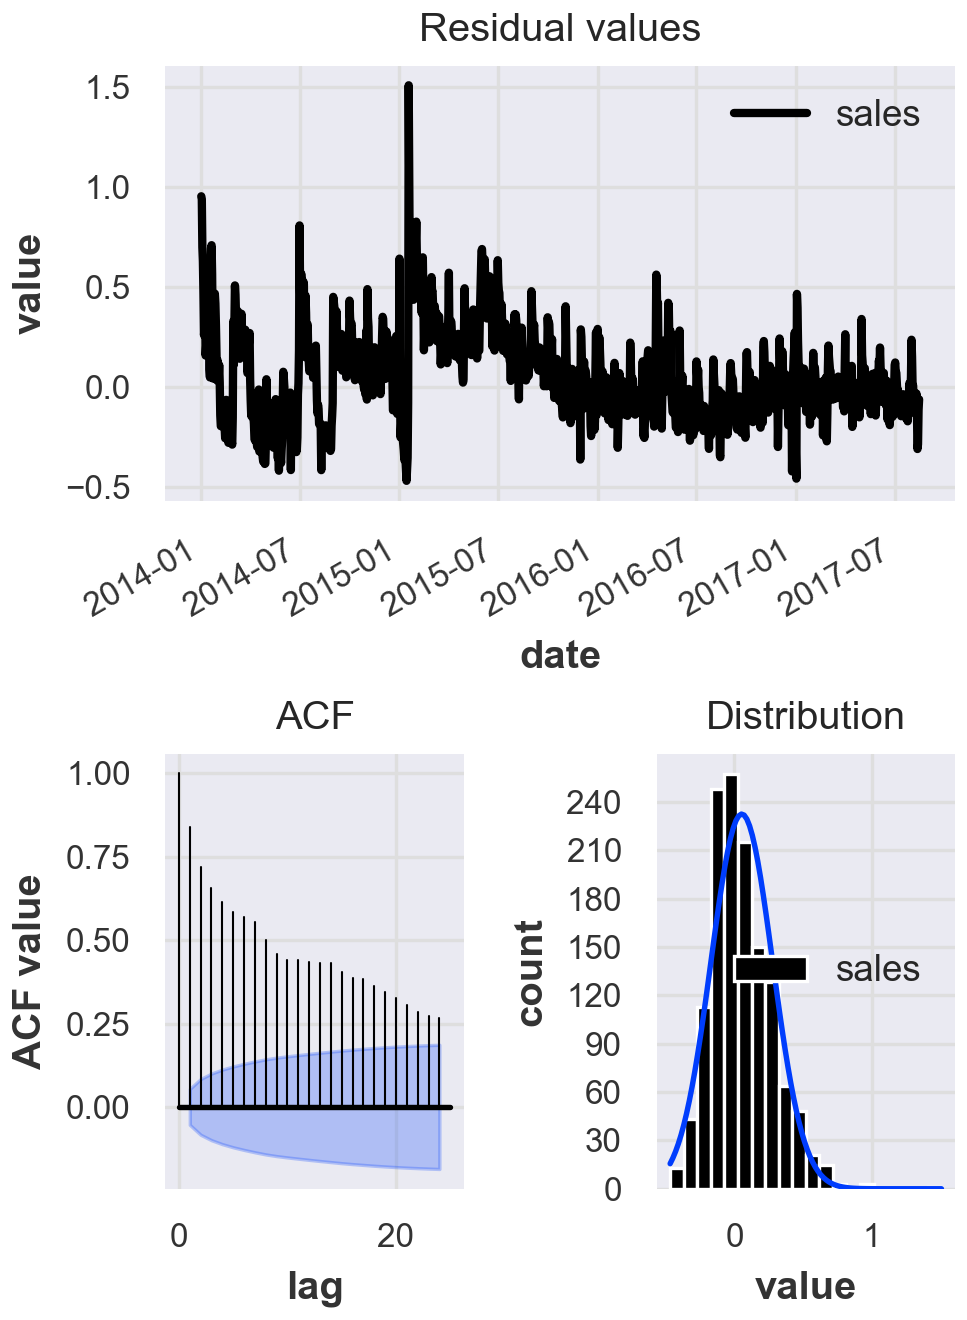 Residual values
1.5
1.0
0.5
0.0
−0.5
value
sales
2014-01
2014-07
2015-01
2015-07
2016-01
2016-07
2017-01
2017-07
date
ACF
1.00
0.75
0.50
0.25
0.00
ACF value
0
20
lag
Distribution
240
210
180
150
120
90
60
30
0
count
sales
0
1
value